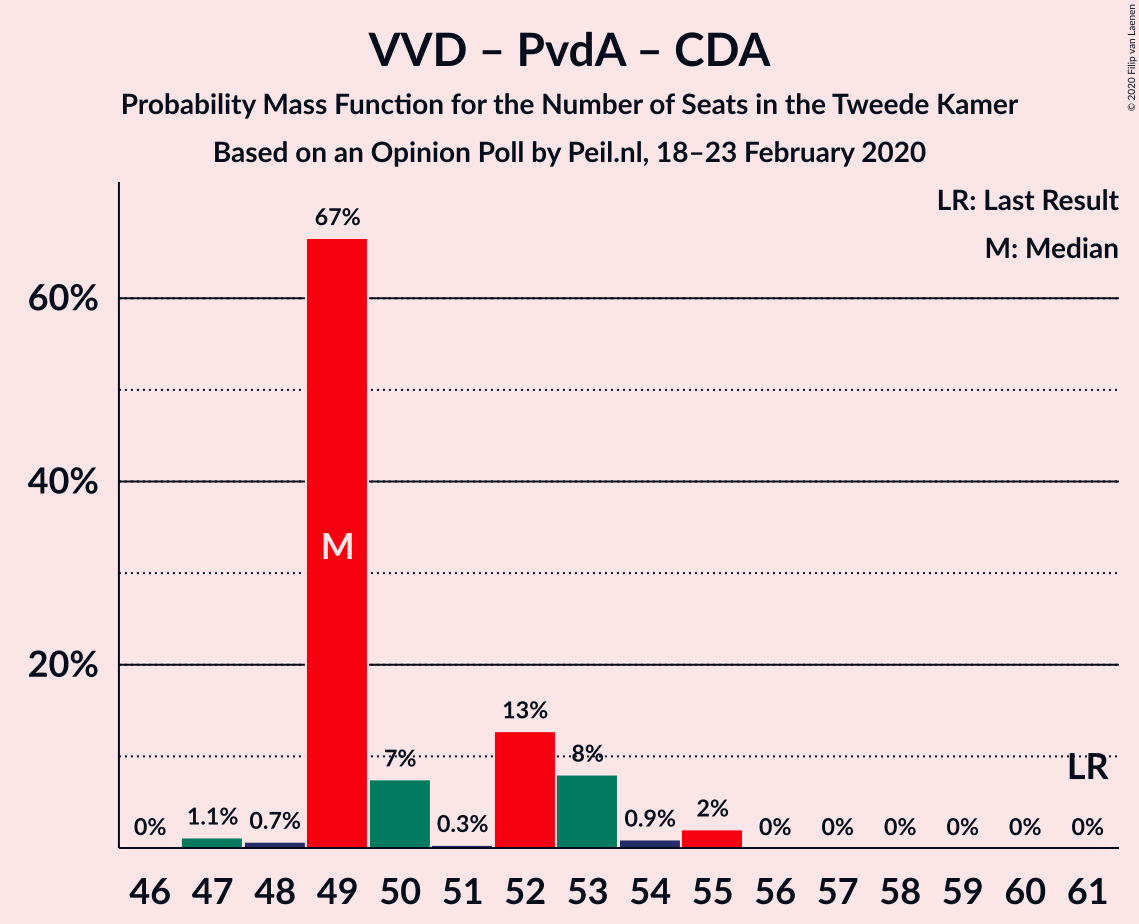 VVD – PvdA – CDA
Probability Mass Function for the Number of Seats in the Tweede Kamer
Based on an Opinion Poll by Peil.nl, 18–23 February 2020
© 2020 Filip van Laenen
LR: Last Result
M: Median
60%
40%
20%
0%
1.1%
0.7%
67%
7%
0.3%
13%
8%
0.9%
2%
0%
0%
0%
0%
0%
0%
M
LR
46 47 48 49 50 51 52 53 54 55 56 57 58 59 60 61